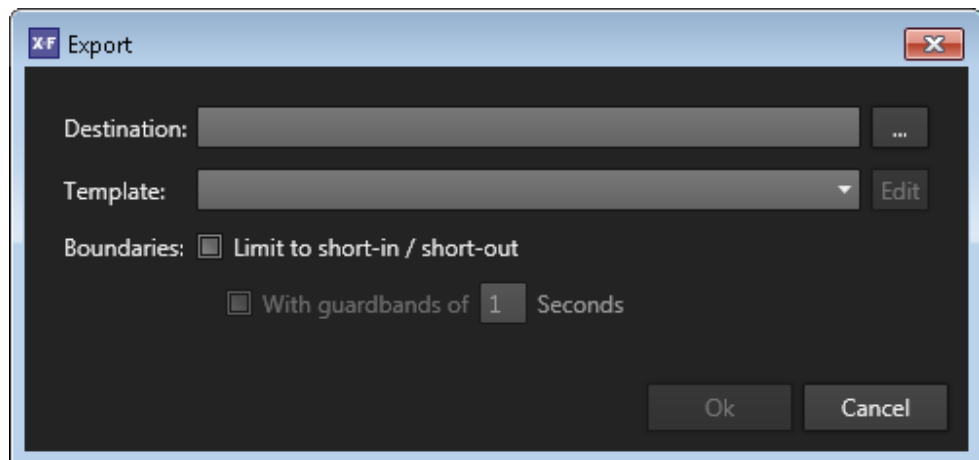 XF Export
Destination: ...
Template: Edit
Boundaries: Limit to short-in / short-out
With guardbands of 1 Seconds
Ok Cancel